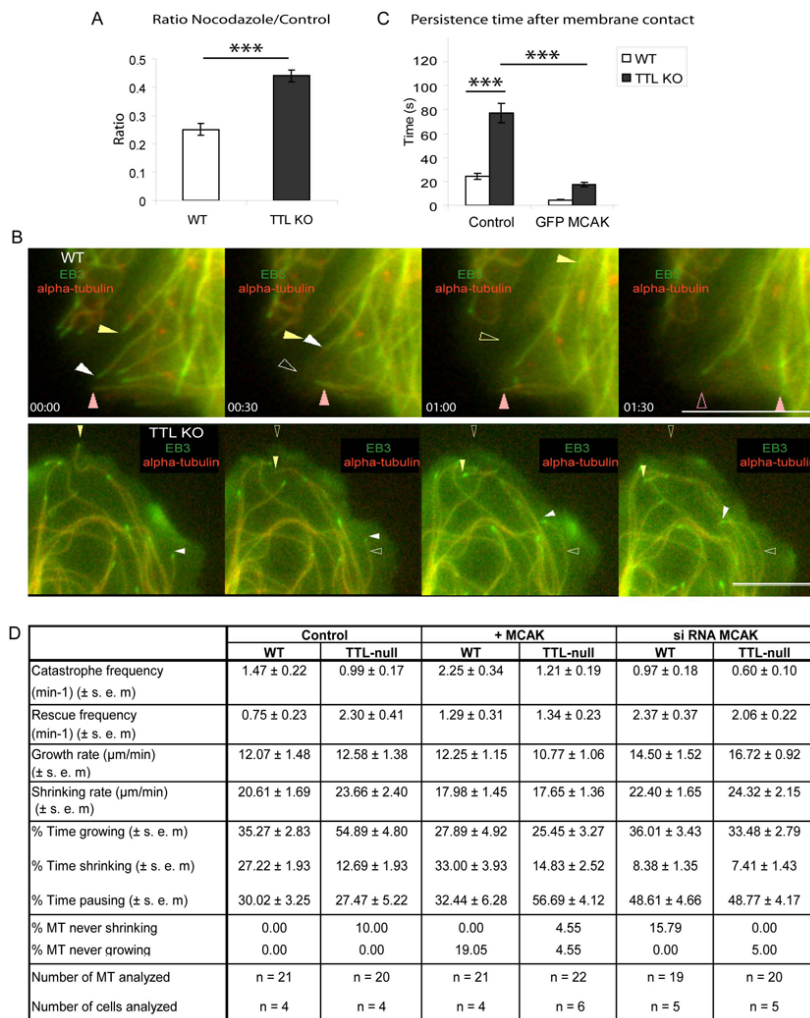 A Ratio Nocodazole/Control
***
Ratio
0.5
0.4
0.3
0.2
0.1
0
WT TTL KO
C Persistence time after membrane contact
WT
TTL KO
*** ***
Time (s)
120
100
80
60
40
20
0
Control GFP MCAK
B
WT
EB3
alpha-tubulin
00:00
EB3
alpha-tubulin
00:30
EB3
alpha-tubulin
01:00
EB3
alpha-tubulin
01:30
TTL KO
EB3
alpha-tubulin
EB3
alpha-tubulin
EB3
alpha-tubulin
EB3
alpha-tubulin
D
Control + MCAK si RNA MCAK
WT TTL-null WT TTL-null WT TTL-null
Catastrophe frequency 1.47 ± 0.22 0.99 ± 0.17 2.25 ± 0.34 1.21 ± 0.19 0.97 ± 0.18 0.60 ± 0.10
(min-1) (± s. e. m)
Rescue frequency 0.75 ± 0.23 2.30 ± 0.41 1.29 ± 0.31 1.34 ± 0.23 2.37 ± 0.37 2.06 ± 0.22
(min-1) (± s. e. m)
Growth rate (µm/min) 12.07 ± 1.48 12.58 ± 1.38 12.25 ± 1.15 10.77 ± 1.06 14.50 ± 1.52 16.72 ± 0.92
(± s. e. m)
Shrinking rate (µm/min) 20.61 ± 1.69 23.66 ± 2.40 17.98 ± 1.45 17.65 ± 1.36 22.40 ± 1.65 24.32 ± 2.15
(± s. e. m)
% Time growing (± s. e. m) 35.27 ± 2.83 54.89 ± 4.80 27.89 ± 4.92 25.45 ± 3.27 36.01 ± 3.43 33.48 ± 2.79
% Time shrinking (± s. e. m) 27.22 ± 1.93 12.69 ± 1.93 33.00 ± 3.93 14.83 ± 2.52 8.38 ± 1.35 7.41 ± 1.43
% Time pausing (± s. e. m) 30.02 ± 3.25 27.47 ± 5.22 32.44 ± 6.28 56.69 ± 4.12 48.61 ± 4.66 48.77 ± 4.17
% MT never shrinking 0.00 10.00 0.00 4.55 15.79 0.00
% MT never growing 0.00 0.00 19.05 4.55 0.00 5.00
Number of MT analyzed n = 21 n = 20 n = 21 n = 22 n = 19 n = 20
Number of cells analyzed n = 4 n = 4 n = 4 n = 6 n = 5 n = 5